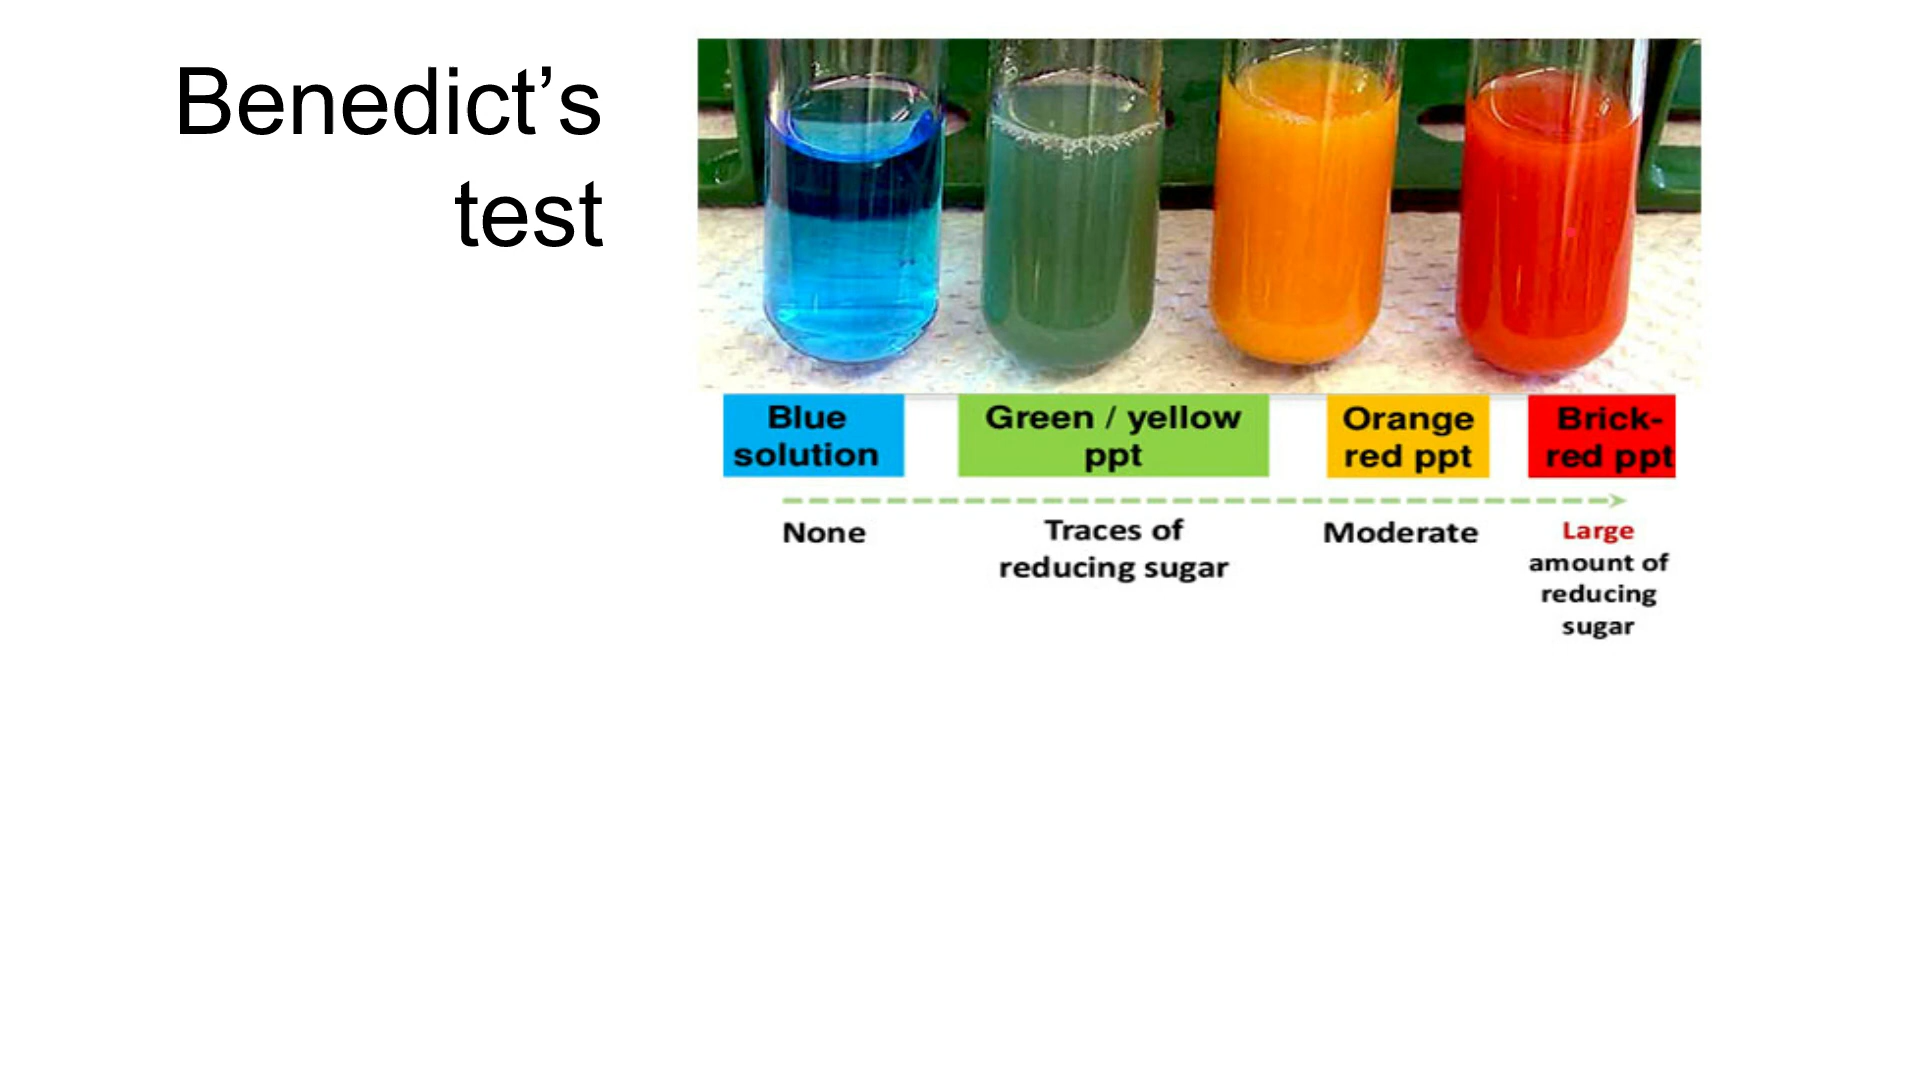 Benedict’s
test
Blue
solution
Green / yellow
ppt
Orange
red ppt
Brick-
red ppt
None
Traces of
reducing sugar
Moderate
Large
amount of
reducing
sugar